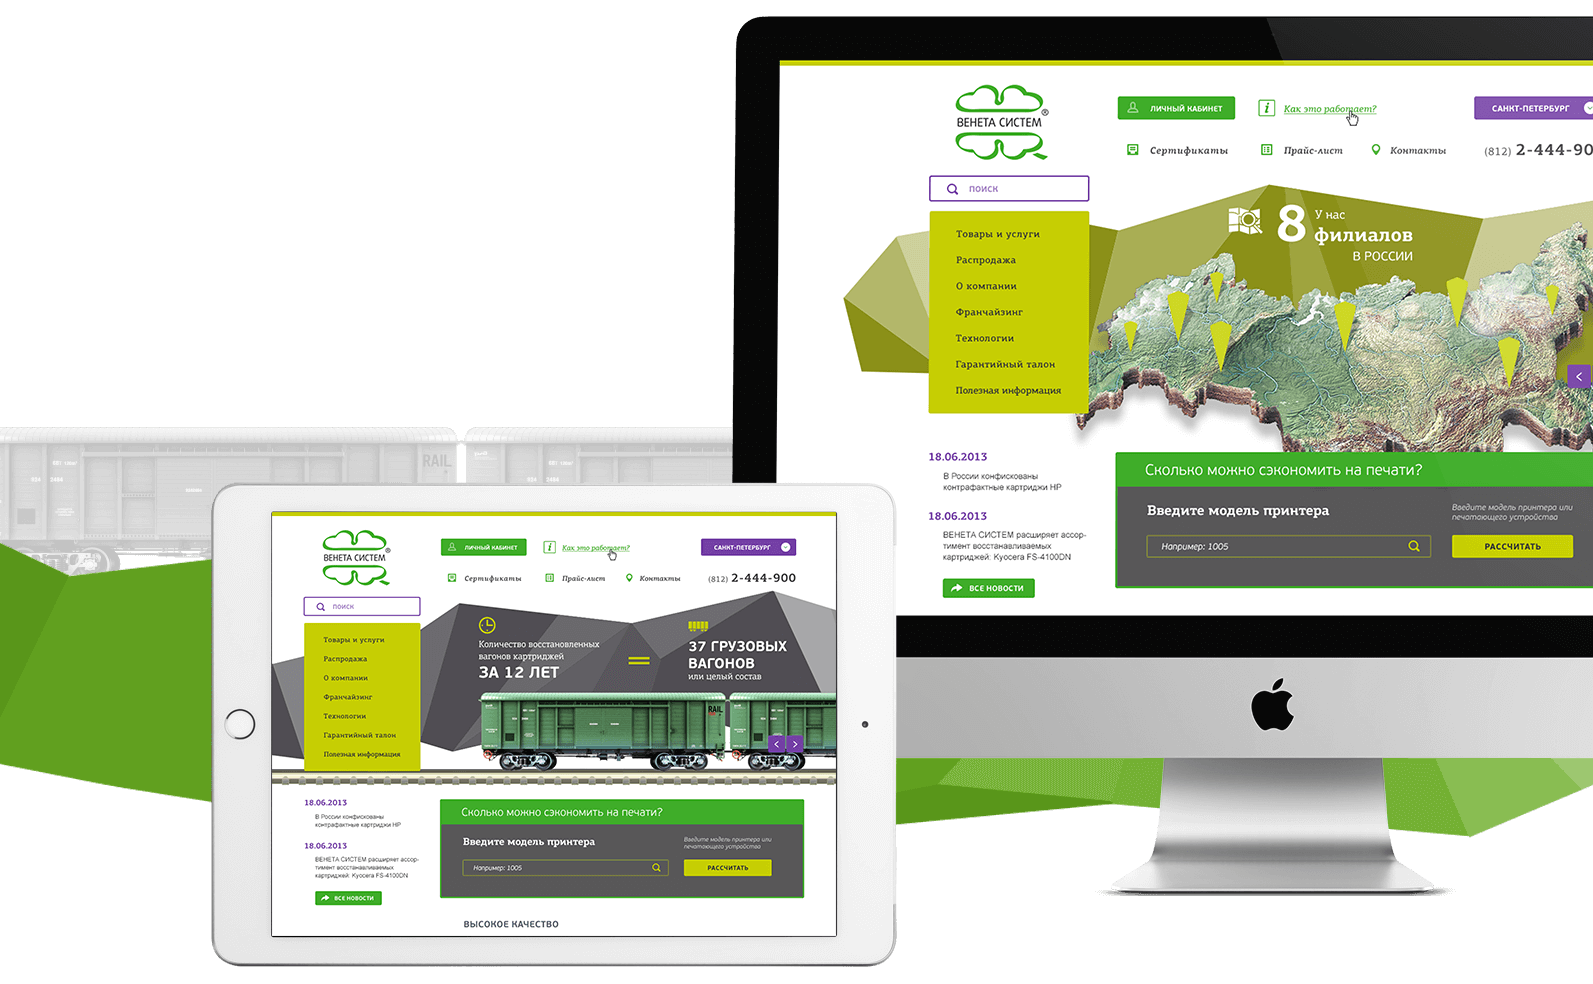 ВЕНЕТА СИСТЕМ®
ЛИЧНЫЙ КАБИНЕТ
i
Как это работает?
САНКТ-ПЕТЕРБУРГ
Сертификаты
Прайс-лист
Контакты
(812) 2-444-90
ПОИСК
Товары и услуги
Распродажа
О компании
Франчайзинг
Технологии
Гарантийный талон
Полезная информация
8
У нас
филиалов
В РОССИИ
18.06.2013
В России конфискованы
контрафактные картриджи HP
18.06.2013
ВЕНЕТА СИСТЕМ расширяет ассор-
тимент восстанавливаемых
картриджей: Kyocera FS-4100DN
ВСЕ НОВОСТИ
Сколько можно сэкономить на печати?
Введите модель принтера
Введите модель принтера или
печатающего устройства
Например: 1005
РАССЧИТАТЬ
RAIL
ВЕНЕТА СИСТЕМ®
ЛИЧНЫЙ КАБИНЕТ
i
Как это работает?
САНКТ-ПЕТЕРБУРГ
Сертификаты
Прайс-лист
Контакты
(812) 2-444-900
ПОИСК
Товары и услуги
Распродажа
О компании
Франчайзинг
Технологии
Гарантийный талон
Полезная информация
Количество восстановленных
вагонов картриджей
ЗА 12 ЛЕТ
37 ГРУЗОВЫХ
ВАГОНОВ
или целый состав
RAIL
18.06.2013
В России конфискованы
контрафактные картриджи HP
18.06.2013
ВЕНЕТА СИСТЕМ расширяет ассор-
тимент восстанавливаемых
картриджей: Kyocera FS-4100DN
ВСЕ НОВОСТИ
Сколько можно сэкономить на печати?
Введите модель принтера
Введите модель принтера или
печатающего устройства
Например: 1005
РАССЧИТАТЬ
ВЫСОКОЕ КАЧЕСТВО